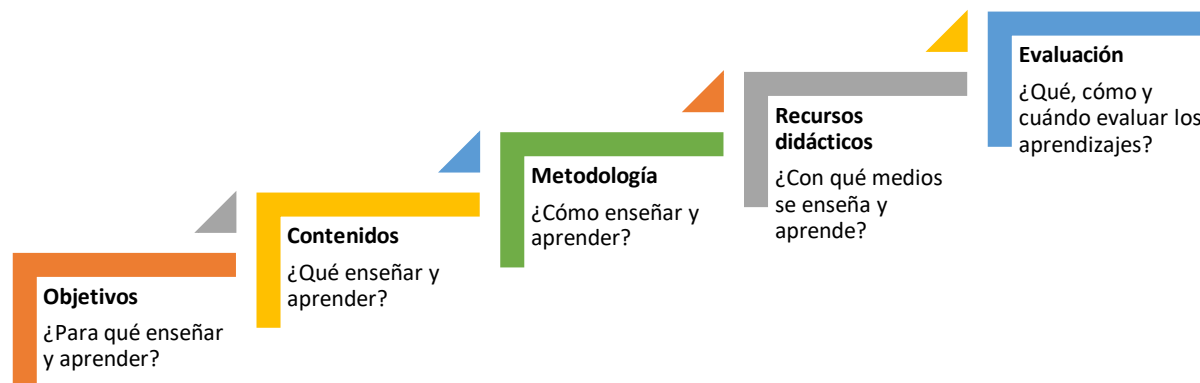 Objetivos
¿Para qué enseñar
y aprender?
Contenidos
¿Qué enseñar y
aprender?
Metodología
¿Cómo enseñar y
aprender?
Recursos
didácticos
¿Con qué medios
se enseña y
aprende?
Evaluación
¿Qué, cómo y
cuándo evaluar los
aprendizajes?